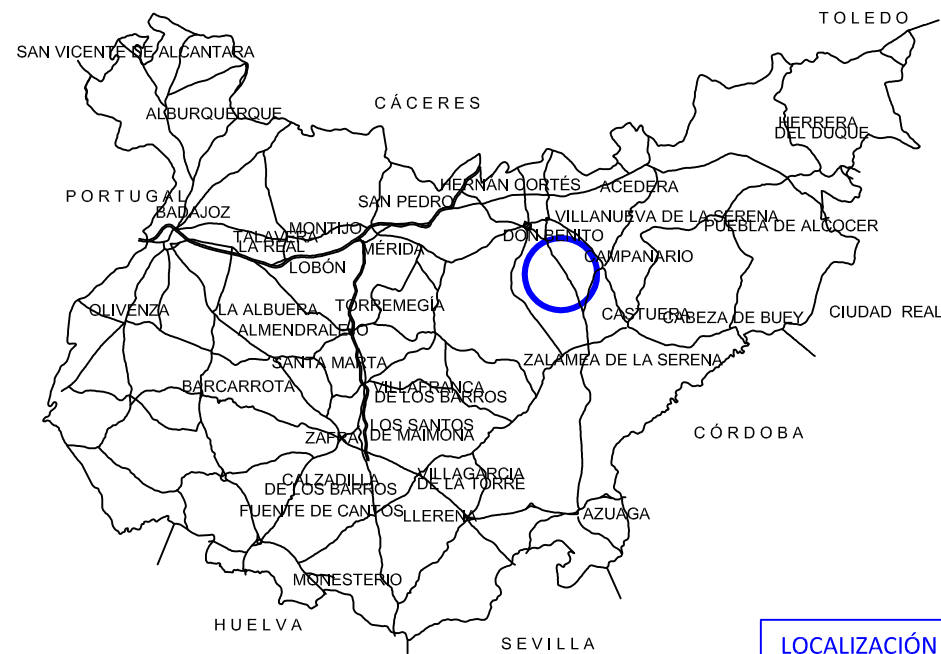 TOLEDO
SAN VICENTE DE ALCANTARA
CÁCERES
ALBURQUERQUE
HERRERA
DEL DUQUE
HERNÁN CORTÉS
ACEDERA
PORTUGAL
SAN PEDRO
BADAJOZ
VILLANUEVA DE LA SERENA
PUEBLA DE ALCOCER
MONTIJO
TALAVERA
LA REAL
DON BENITO
MÉRIDA
CAMPANARIO
LOBÓN
OLIVENZA
LA ALBUERA
TORREMEGÍA
CASTUERA
CABEZA DE BUEY
CIUDAD REAL
ALMENDRALEJO
SANTA MARTA
ZALAMEA DE LA SERENA
BARCARROTA
VILLAFRANCA
DE LOS BARROS
LOS SANTOS
DE MAIMONA
ZAFRA
CÓRDOBA
CALZADILLA
DE LOS BARROS
VILLAGARCIA
DE LA TORRE
FUENTE DE CANTOS
LLERENA
AZUAGA
MONESTERIO
HUELVA
SEVILLA
LOCALIZACIÓN